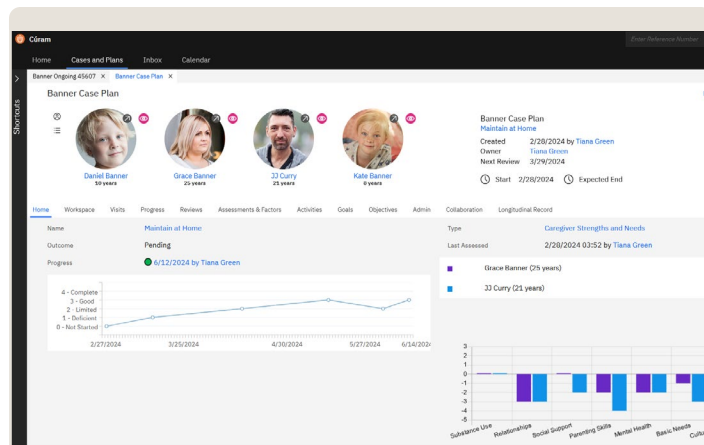 Cúram
Enter Reference Number
Home Cases and Plans Inbox Calendar
Banner Ongoing 45607 × Banner Case Plan ×
Shortcuts
Banner Case Plan
Daniel Banner
10 years
Grace Banner
25 years
JJ Curry
21 years
Kate Banner
0 years
Banner Case Plan
Maintain at Home
Created 2/28/2024 by Tiana Green
Owner Tiana Green
Next Review 3/29/2024
Start 2/28/2024 Expected End
Home Workspace Visits Progress Reviews Assessments & Factors Activities Goals Objectives Admin Collaboration Longitudinal Record
Name Maintain at Home
Outcome Pending
Progress 6/12/2024 by Tiana Green
4 - Complete
3 - Good
2 - Limited
1 - Deficient
0 - Not Started
2/27/2024 3/25/2024 4/30/2024 5/27/2024 6/14/202
Type Caregiver Strengths and Needs
Last Assessed 2/28/2024 03:52 by Tiana Green
Grace Banner (25 years)
JJ Curry (21 years)
3
2
1
0
-1
-2
-3
-4
-5
Substance Use Relationships Social Support Parenting Skills Mental Health Basic Needs Cultu